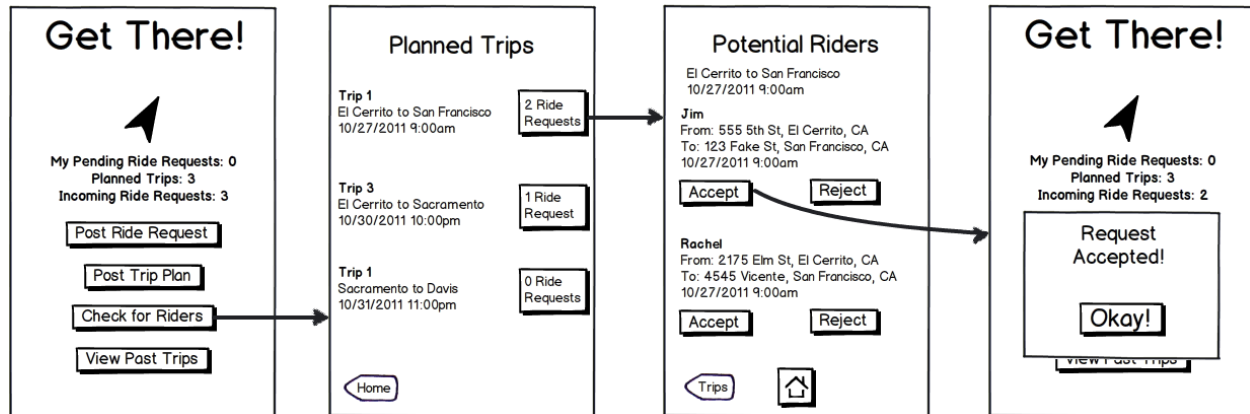 Get There!
My Pending Ride Requests: 0
Planned Trips: 3
Incoming Ride Requests: 3
Post Ride Request
Post Trip Plan
Check for Riders
View Past Trips
Planned Trips
Trip 1
El Cerrito to San Francisco
10/27/2011 9:00am
2 Ride
Requests
Trip 3
El Cerrito to Sacramento
10/30/2011 10:00pm
1 Ride
Request
Trip 1
Sacramento to Davis
10/31/2011 11:00pm
0 Ride
Requests
Home
Potential Riders
El Cerrito to San Francisco
10/27/2011 9:00am
Jim
From: 555 5th St, El Cerrito, CA
To: 123 Fake St, San Francisco, CA
10/27/2011 9:00am
Accept
Reject
Rachel
From: 2175 Elm St, El Cerrito, CA
To: 4545 Vicente, San Francisco, CA
10/27/2011 9:00am
Accept
Reject
Trips
Get There!
My Pending Ride Requests: 0
Planned Trips: 3
Incoming Ride Requests: 2
Request
Accepted!
Okay!
View Past Trips